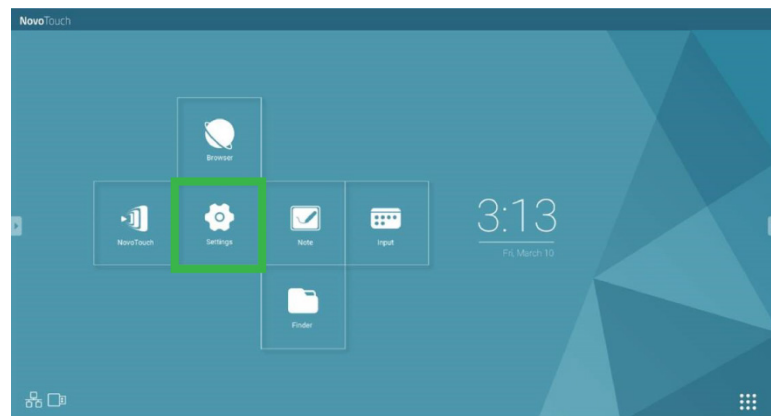 NovoTouch
Browser
NovoTouch
Settings
Note
Input
3:13
Fri, March 10
Finder